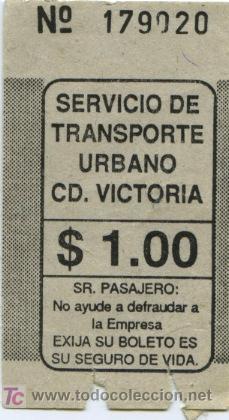 Nº 179020
SERVICIO DE
TRANSPORTE
URBANO
CD. VICTORIA
$ 1.00
SR. PASAJERO:
No ayude a defraudar a
la Empresa
EXIJA SU BOLETO ES
SU SEGURO DE VIDA.
TC www.todocoleccion.net